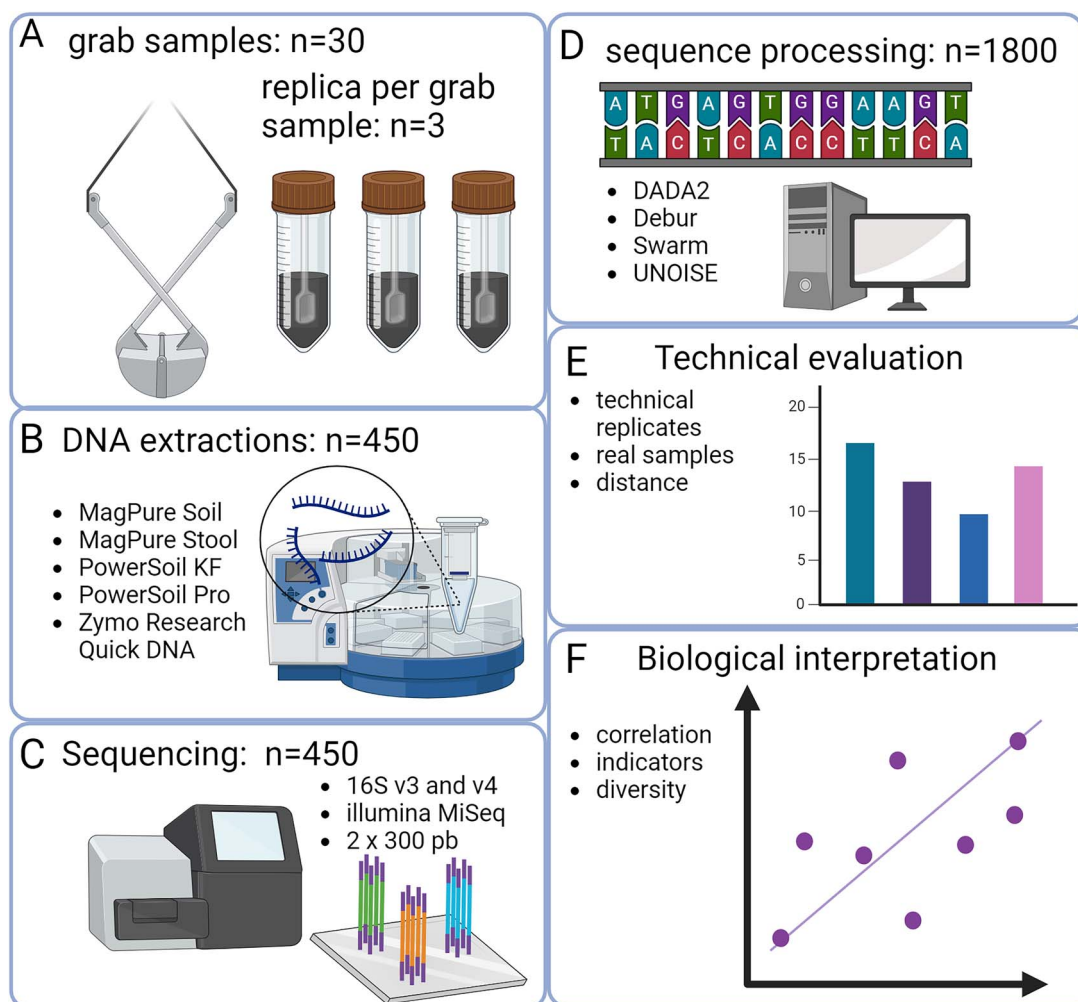 A grab samples: n=30
replica per grab
sample: n=3
B DNA extractions: n=450
• MagPure Soil
• MagPure Stool
• PowerSoil KF
• PowerSoil Pro
• Zymo Research
Quick DNA
C Sequencing: n=450
• 16S v3 and v4
• illumina MiSeq
• 2 x 300 pb
D sequence processing: n=1800
A T G A G T G G A A G T
T A C T C A C C T T C A
• DADA2
• Debur
• Swarm
• UNOISE
E Technical evaluation
• technical
replicates
• real samples
• distance
20
15
10
5
0
F Biological interpretation
• correlation
• indicators
• diversity